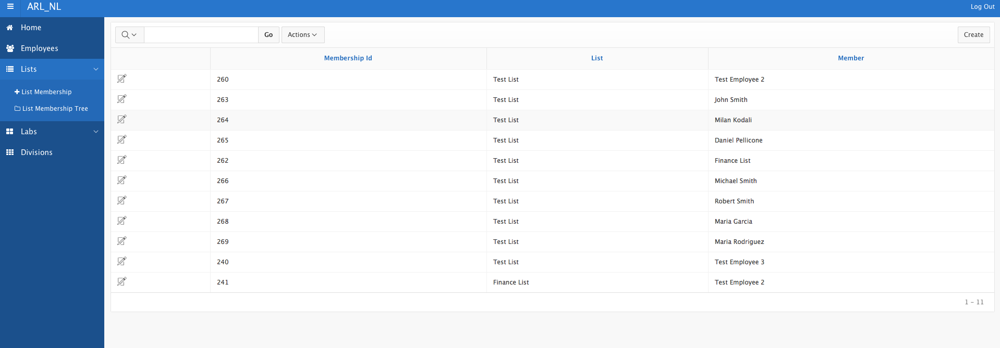 ARL_NL
Log Out
Home
Employees
Lists
List Membership
List Membership Tree
Labs
Divisions
Go
Actions
Create
Membership Id List Member
260 Test List Test Employee 2
263 Test List John Smith
264 Test List Milan Kodali
265 Test List Daniel Pellicone
262 Test List Finance List
266 Test List Michael Smith
267 Test List Robert Smith
268 Test List Maria Garcia
269 Test List Maria Rodriguez
240 Test List Test Employee 3
241 Finance List Test Employee 2
1 - 11